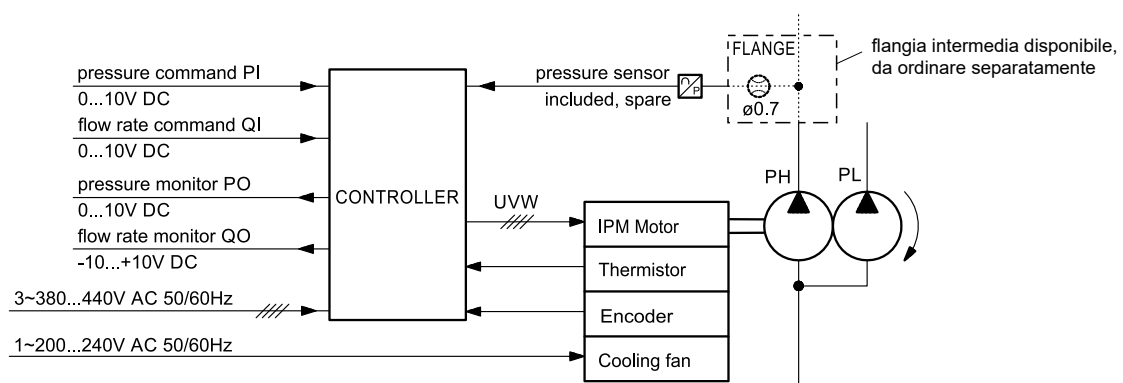 FLANGE
flangia intermedia disponibile,
da ordinare separatamente
pressure command PI
0...10V DC
pressure sensor
included, spare
P
ø0.7
flow rate command QI
0...10V DC
PH
PL
pressure monitor PO
0...10V DC
CONTROLLER
UVW
IPM Motor
flow rate monitor QO
-10...+10V DC
Thermistor
3~380...440V AC 50/60Hz
Encoder
1~200...240V AC 50/60Hz
Cooling fan